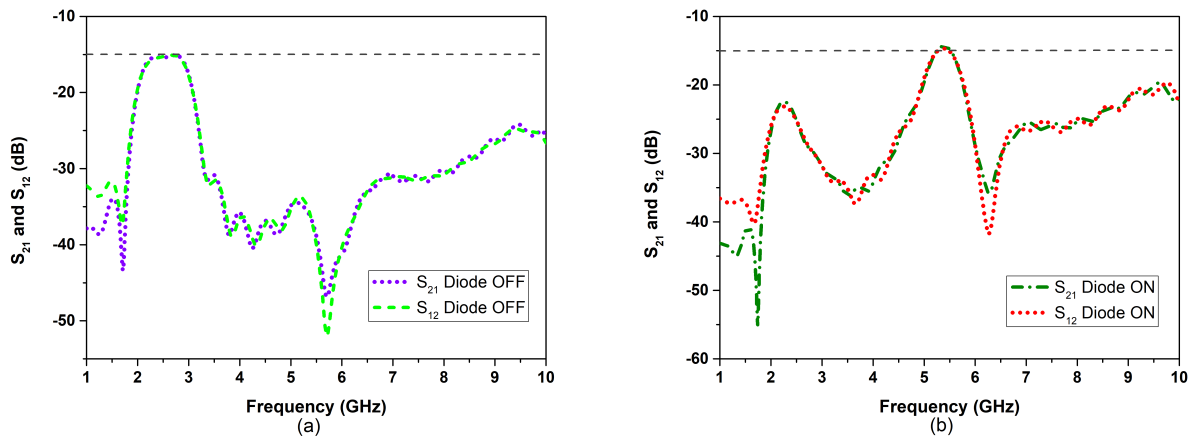 -10
-20
-30
-40
-50
S21 and S12 (dB)
S21 Diode OFF
S12 Diode OFF
1 2 3 4 5 6 7 8 9 10
Frequency (GHz)
(a)
-10
-20
-30
-40
-50
-60
S21 and S12 (dB)
S21 Diode ON
S12 Diode ON
1 2 3 4 5 6 7 8 9 10
Frequency (GHz)
(b)